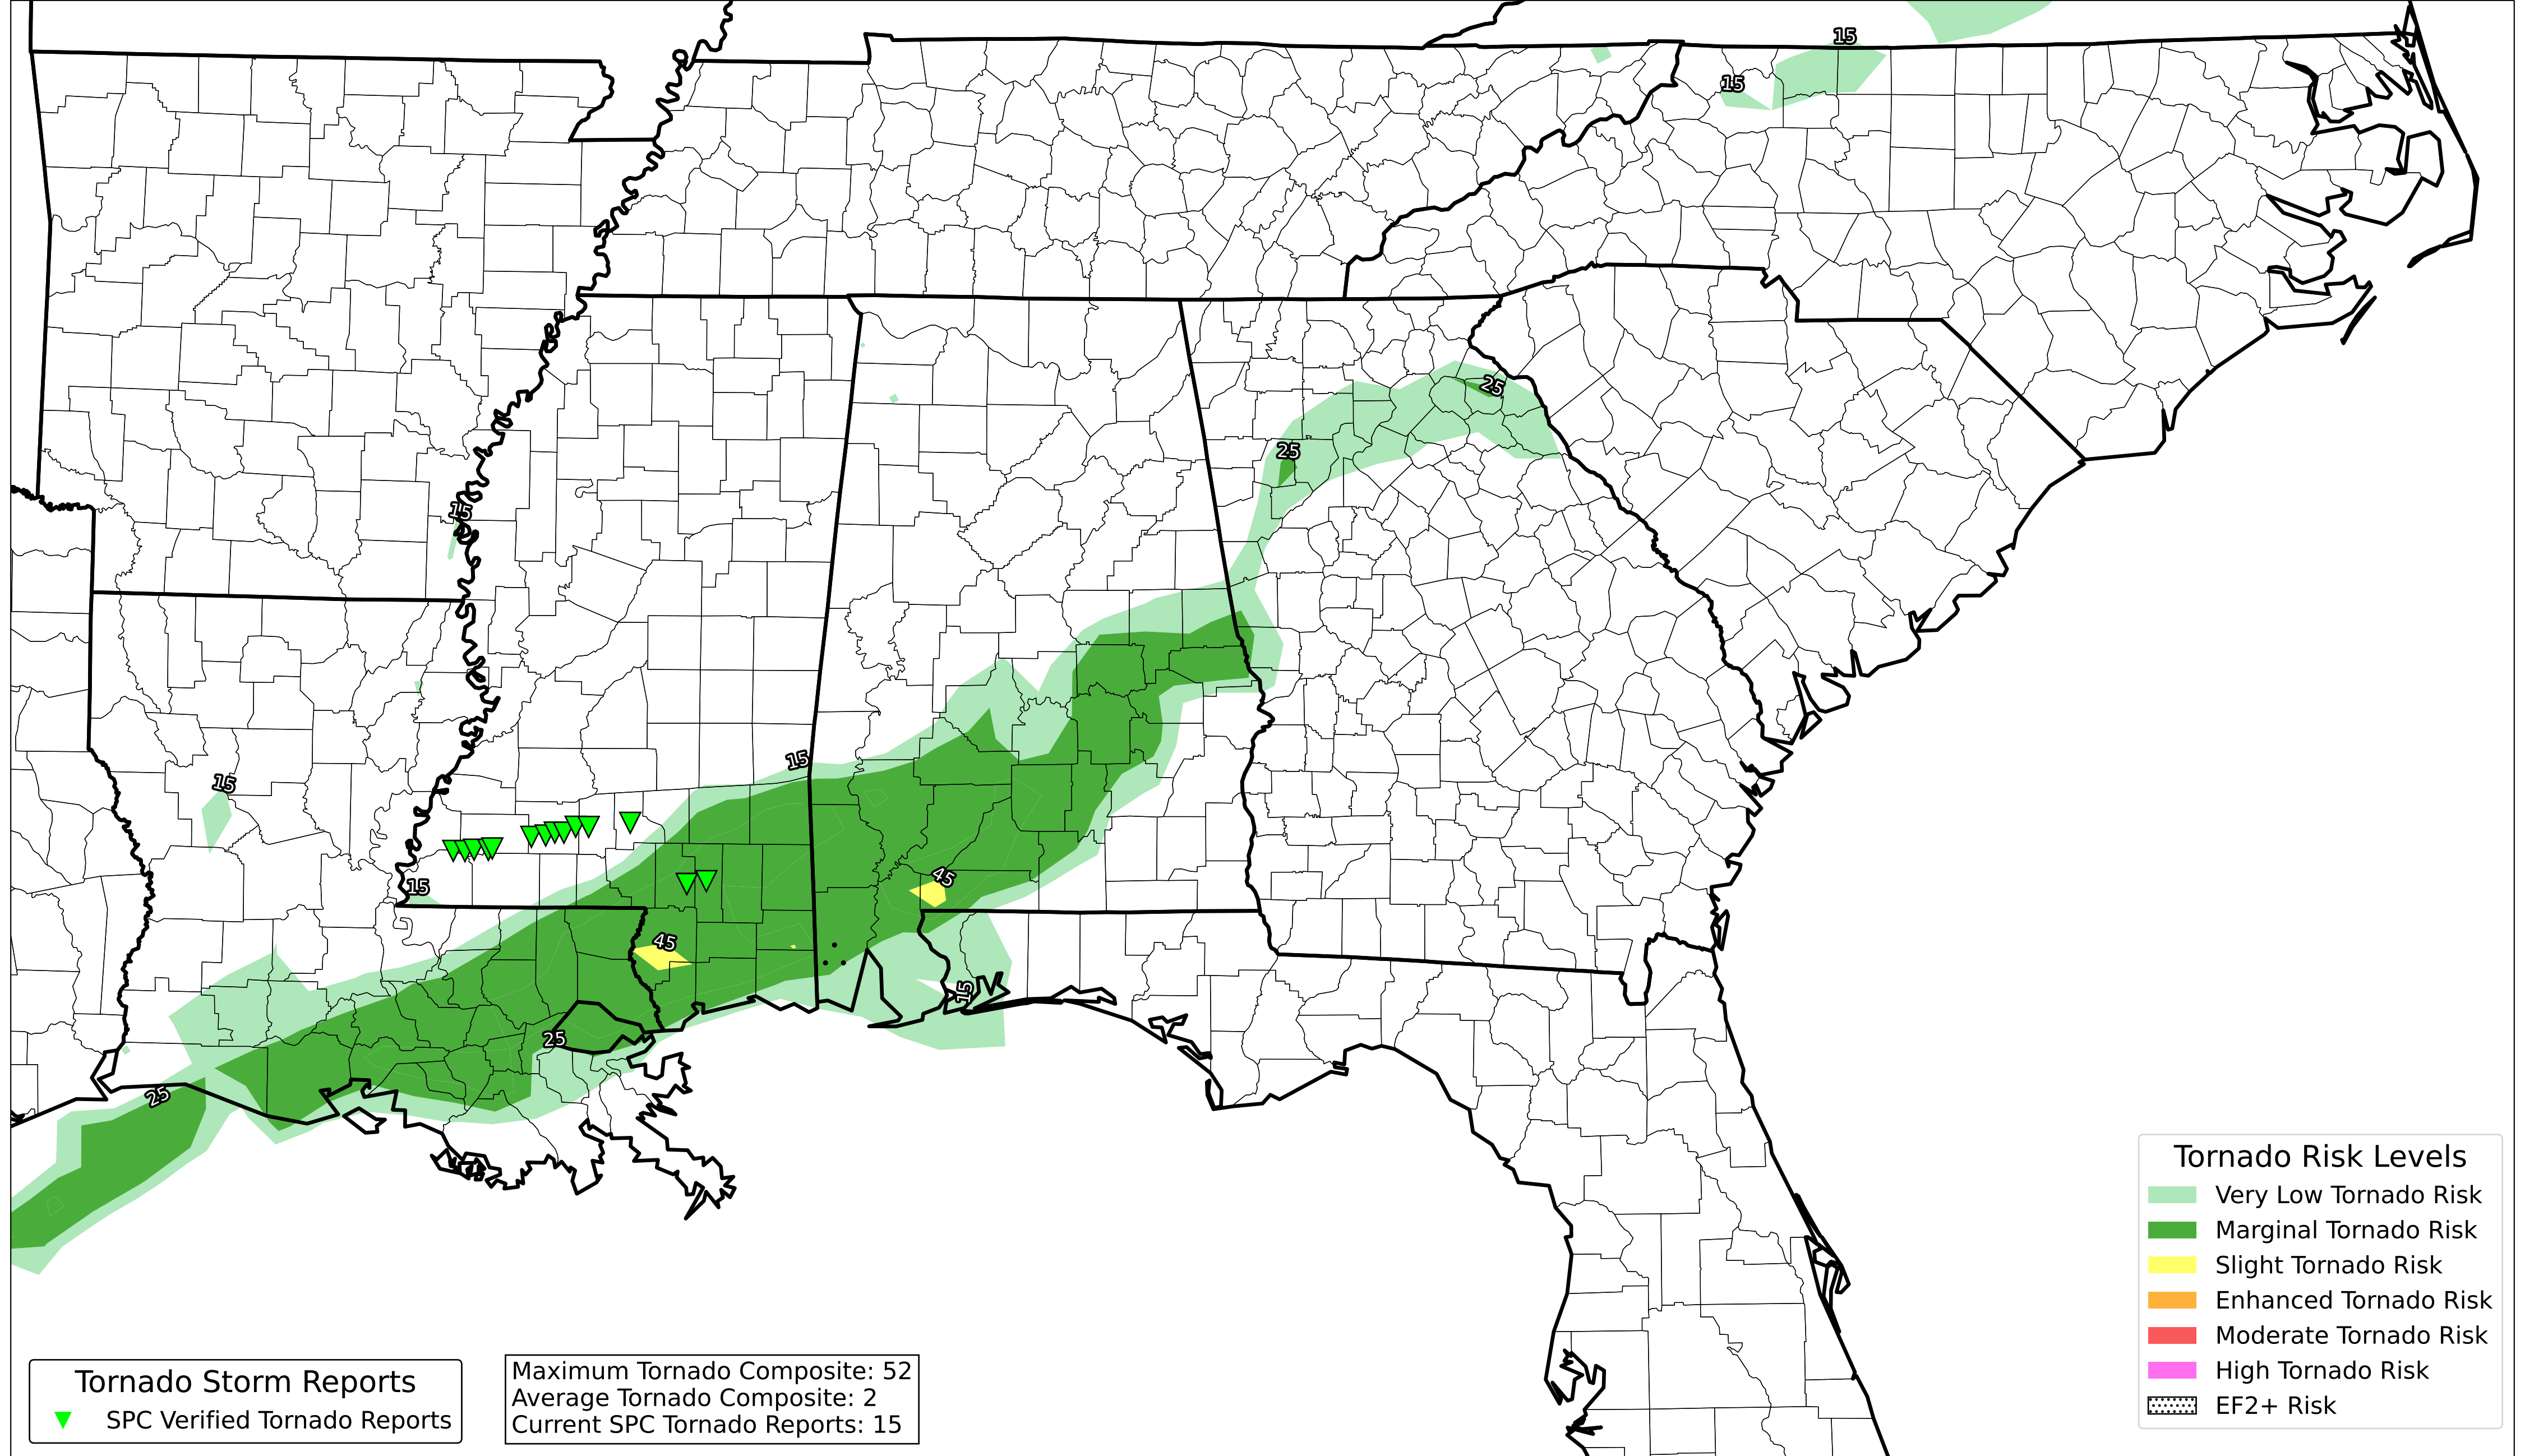 15
15
25
25
15
15
15
15
45
45
15
25
25
Tornado Risk Levels
Very Low Tornado Risk
Marginal Tornado Risk
Slight Tornado Risk
Enhanced Tornado Risk
Moderate Tornado Risk
High Tornado Risk
EF2+ Risk
Tornado Storm Reports
SPC Verified Tornado Reports
Maximum Tornado Composite: 52
Average Tornado Composite: 2
Current SPC Tornado Reports: 15